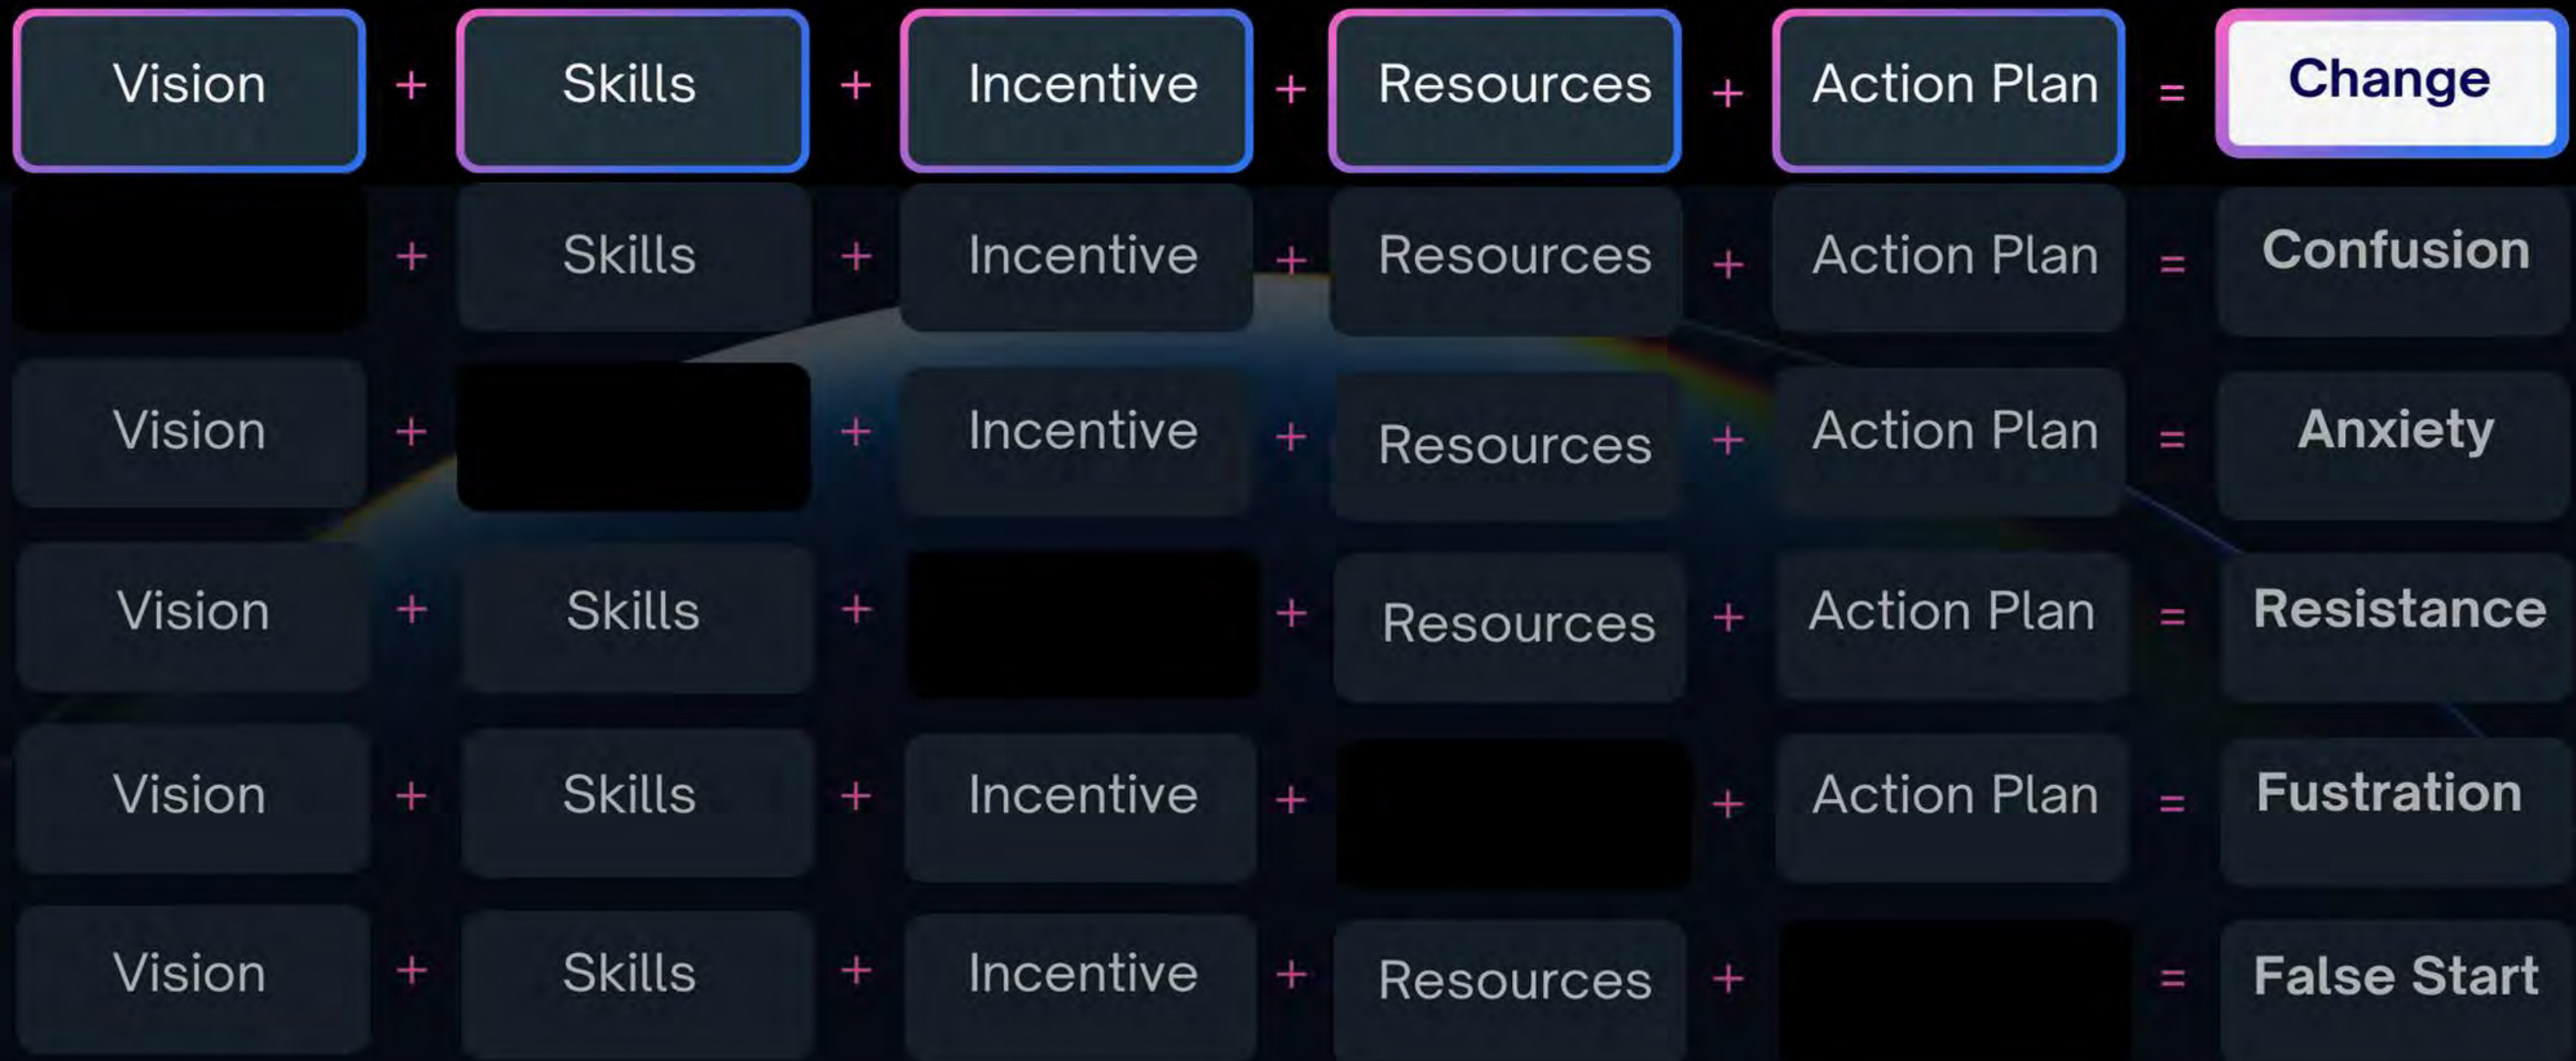 Vision + Skills + Incentive + Resources + Action Plan = Change
+ Skills + Incentive + Resources + Action Plan = Confusion
Vision + + Incentive + Resources + Action Plan = Anxiety
Vision + Skills + + Resources + Action Plan = Resistance
Vision + Skills + Incentive + + Action Plan = Fustration
Vision + Skills + Incentive + Resources + = False Start